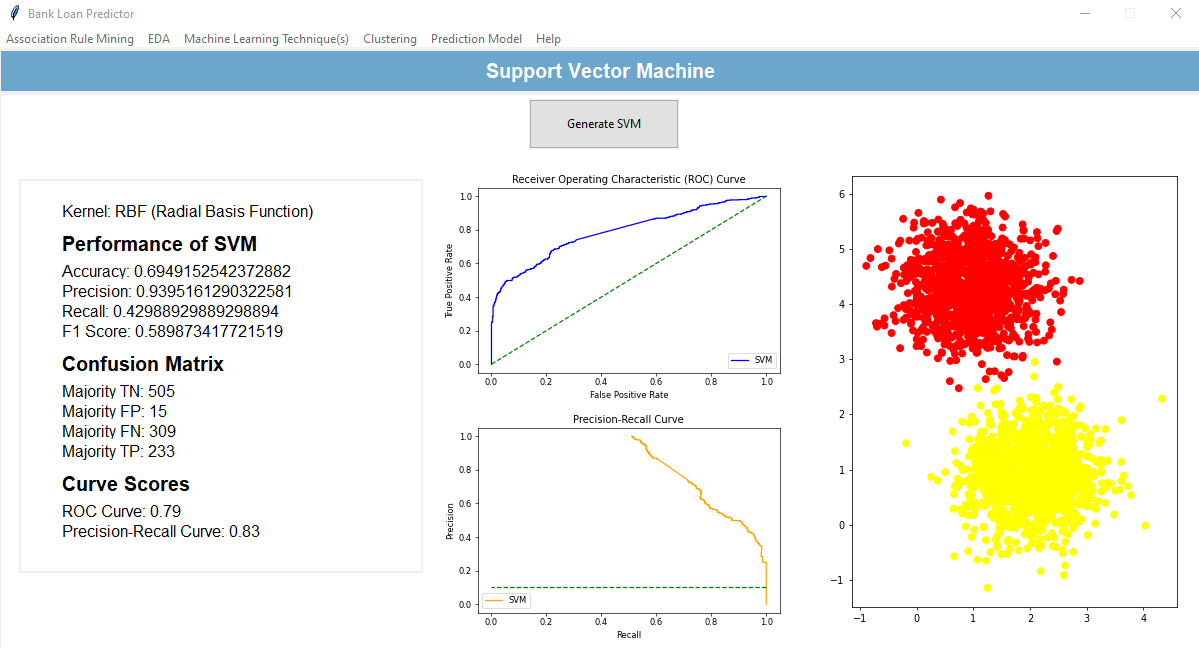 Bank Loan Predictor
Association Rule Mining EDA Machine Learning Technique(s) Clustering Prediction Model Help
Support Vector Machine
Generate SVM
Kernel: RBF (Radial Basis Function)
Performance of SVM
Accuracy: 0.6949152542372882
Precision: 0.9395161290322581
Recall: 0.42988929889298894
F1 Score: 0.589873417721519
Confusion Matrix
Majority TN: 505
Majority FP: 15
Majority FN: 309
Majority TP: 233
Curve Scores
ROC Curve: 0.79
Precision-Recall Curve: 0.83
Receiver Operating Characteristic (ROC) Curve
True Positive Rate
1.0
0.8
0.6
0.4
0.2
0.0
SVM
0.0 0.2 0.4 0.6 0.8 1.0
False Positive Rate
Precision-Recall Curve
Precision
1.0
0.8
0.6
0.4
0.2
0.0
SVM
0.0 0.2 0.4 0.6 0.8 1.0
Recall
6
5
4
3
2
1
0
−1
−1 0 1 2 3 4